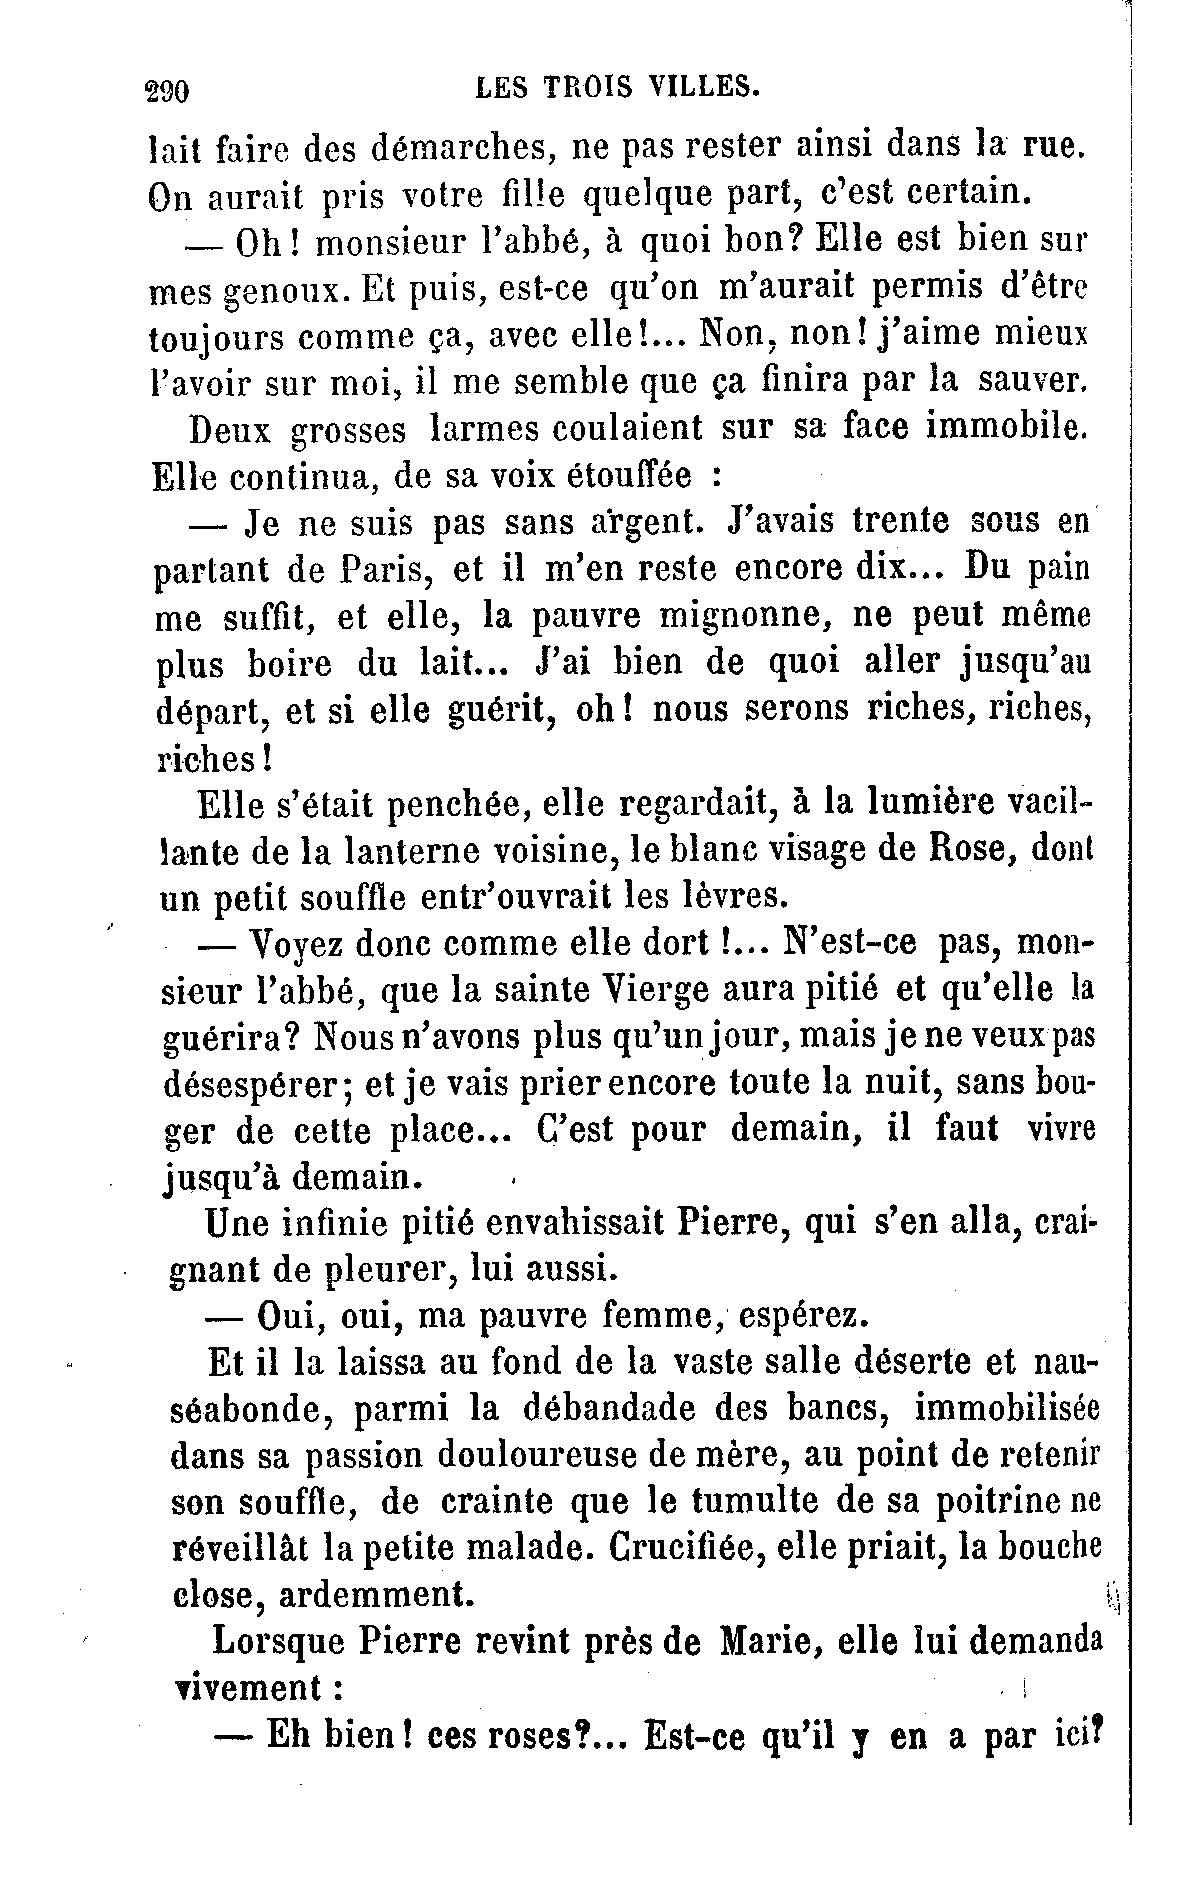 290 LES TROIS VILLES.
lait faire des démarches, ne pas rester ainsi dans la rue.
On aurait pris votre fille quelque part, c'est certain.
— Oh ! monsieur l'abbé, à quoi bon? Elle est bien sur
mes genoux. Et puis, est-ce qu'on m'aurait permis d'être
toujours comme ça, avec elle !... Non, non ! j'aime mieux
l'avoir sur moi, il me semble que ça finira par la sauver.
Deux grosses larmes coulaient sur sa face immobile.
Elle continua, de sa voix étouffée :
— Je ne suis pas sans argent. J'avais trente sous en
partant de Paris, et il m'en reste encore dix... Du pain
me suffit, et elle, la pauvre mignonne, ne peut même
plus boire du lait... J'ai bien de quoi aller jusqu'au
départ, et si elle guérit, oh ! nous serons riches, riches,
riches !
Elle s'était penchée, elle regardait, à la lumière vacil-
lante de la lanterne voisine, le blanc visage de Rose, dont
un petit souffle entr'ouvrait les lèvres.
— Voyez donc comme elle dort !... N'est-ce pas, mon-
sieur l'abbé, que la sainte Vierge aura pitié et qu'elle la
guérira? Nous n'avons plus qu'un jour, mais je ne veux pas
désespérer; et je vais prier encore toute la nuit, sans bou-
ger de cette place... C'est pour demain, il faut vivre
jusqu'à demain.
Une infinie pitié envahissait Pierre, qui s'en alla, crai-
gnant de pleurer, lui aussi.
— Oui, oui, ma pauvre femme, espérez.
Et il la laissa au fond de la vaste salle déserte et nau-
séabonde, parmi la débandade des bancs, immobilisée
dans sa passion douloureuse de mère, au point de retenir
son souffle, de crainte que le tumulte de sa poitrine ne
réveillât la petite malade. Crucifiée, elle priait, la bouche
close, ardemment.
Lorsque Pierre revint près de Marie, elle lui demanda
vivement :
— Eh bien ! ces roses?... Est-ce qu'il y en a par ici?